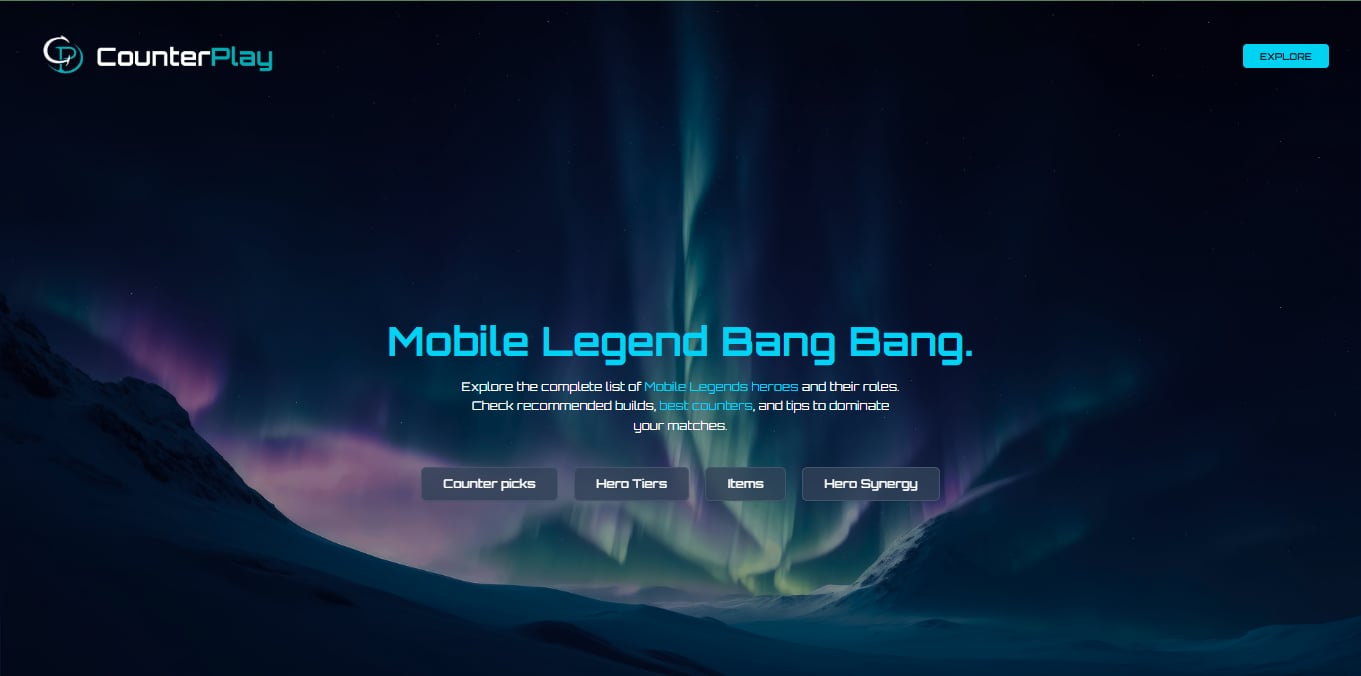 CounterPlay
EXPLORE
Mobile Legend Bang Bang.
Explore the complete list of Mobile Legends heroes and their roles.
Check recommended builds, best counters, and tips to dominate
your matches.
Counter picks
Hero Tiers
Items
Hero Synergy